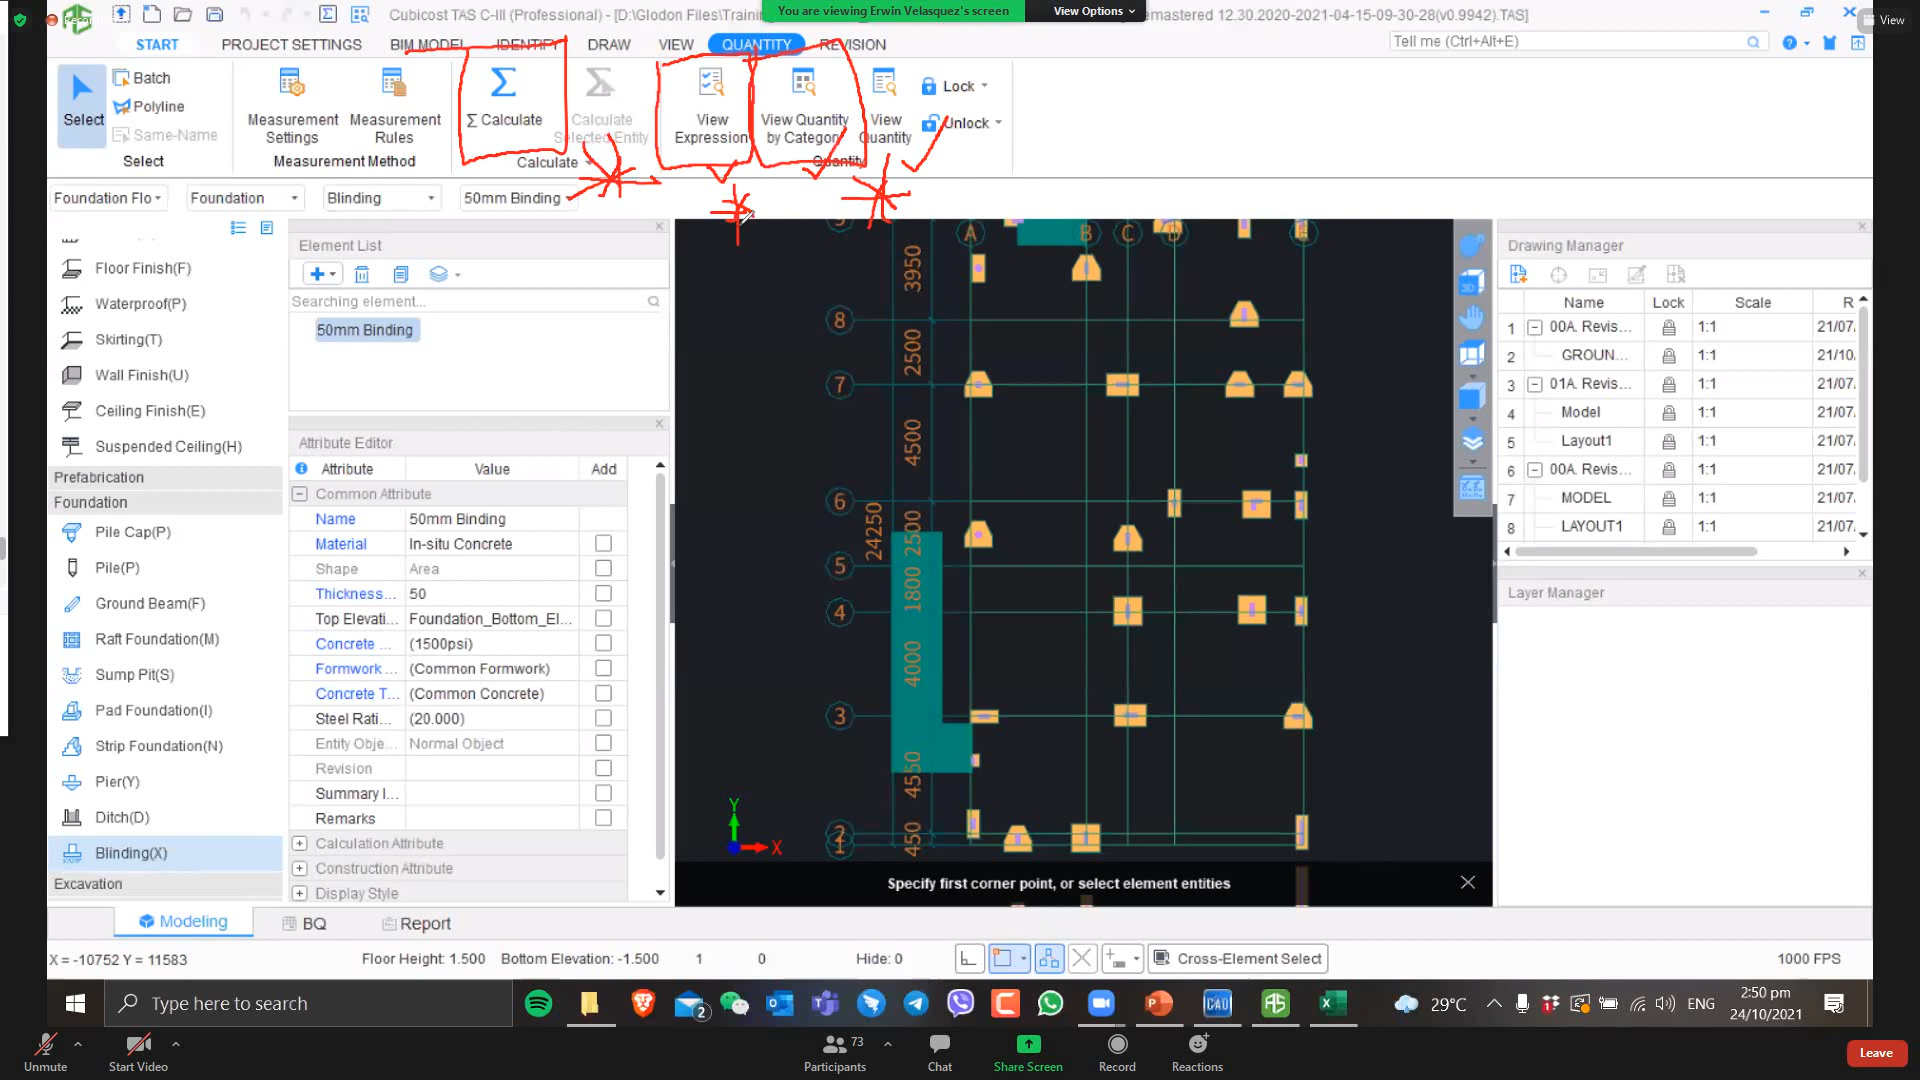 Cubicost TAS C-III (Professional) - [D:\Glodon Files\Train
You are viewing Erwin Velasquez's screen
View Options
emastered 12.30.2020-2021-04-15-09-30-28(v0.9942).TAS]
View
START
PROJECT SETTINGS
BIM MODEL
IDENTIFY
DRAW
VIEW
QUANTITY
REVISION
Tell me (Ctrl+Alt+E)
Select
Batch
Polyline
Same-Name
Select
Measurement Settings
Measurement Rules
Measurement Method
Σ Calculate
Calculate Selected Entity
Calculate
View Expression
View Quantity by Category
View Quantity
Quantity
Lock
Unlock
Foundation Flo
Foundation
Blinding
50mm Binding
Floor Finish(F)
Waterproof(P)
Skirting(T)
Wall Finish(U)
Ceiling Finish(E)
Suspended Ceiling(H)
Prefabrication
Foundation
Pile Cap(P)
Pile(P)
Ground Beam(F)
Raft Foundation(M)
Sump Pit(S)
Pad Foundation(I)
Strip Foundation(N)
Pier(Y)
Ditch(D)
Blinding(X)
Excavation
Element List
Searching element...
50mm Binding
Attribute Editor
Attribute Value Add
Common Attribute
Name 50mm Binding
Material In-situ Concrete
Shape Area
Thickness... 50
Top Elevati... Foundation_Bottom_El...
Concrete ... (1500psi)
Formwork ... (Common Formwork)
Concrete T... (Common Concrete)
Steel Rati... (20.000)
Entity Obje... Normal Object
Revision
Summary I...
Remarks
Calculation Attribute
Construction Attribute
Display Style
A B C D
3950
8
2500
7
4500
6
24250
2500
5
1800
4
4000
3
4550
2
1
450
Y
X
3D
Specify first corner point, or select element entities
Drawing Manager
Name Lock Scale R
1 00A. Revis... 1:1 21/07
2 GROUN... 1:1 21/10
3 01A. Revis... 1:1 21/07
4 Model 1:1 21/07
5 Layout1 1:1 21/07
6 00A. Revis... 1:1 21/07
7 MODEL 1:1 21/07
8 LAYOUT1 1:1 21/07
Layer Manager
Modeling
BQ
Report
X = -10752 Y = 11583
Floor Height: 1.500
Bottom Elevation: -1.500
1
0
Hide: 0
Cross-Element Select
1000 FPS
Type here to search
2
CAD
29°C
ENG
2:50 pm
24/10/2021
Unmute
Start Video
73
Participants
Chat
Share Screen
Record
Reactions
Leave